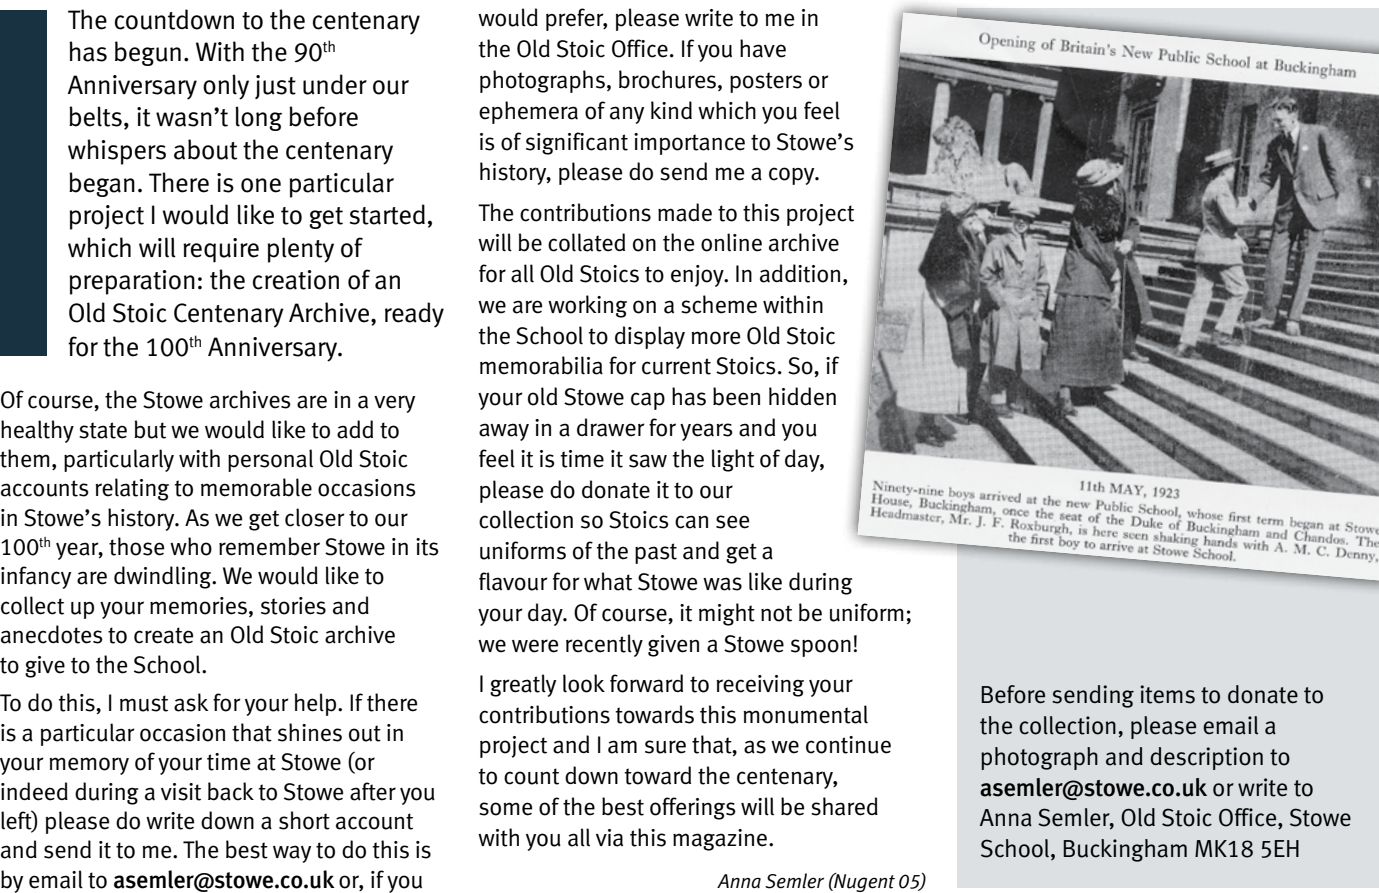 The countdown to the centenary
has begun. With the 90th
Anniversary only just under our
belts, it wasn't long before
whispers about the centenary
began. There is one particular
project I would like to get started,
which will require plenty of
preparation: the creation of an
Old Stoic Centenary Archive, ready
for the 100th Anniversary.
Of course, the Stowe archives are in a very
healthy state but we would like to add to
them, particularly with personal Old Stoic
accounts relating to memorable occasions
in Stowe's history. As we get closer to our
100th year, those who remember Stowe in its
infancy are dwindling. We would like to
collect up your memories, stories and
anecdotes to create an Old Stoic archive
to give to the School.
To do this, I must ask for your help. If there
is a particular occasion that shines out in
your memory of your time at Stowe (or
indeed during a visit back to Stowe after you
left) please do write down a short account
and send it to me. The best way to do this is
by email to asemler@stowe.co.uk or, if you
would prefer, please write to me in
the Old Stoic Office. If you have
photographs, brochures, posters or
ephemera of any kind which you feel
is of significant importance to Stowe's
history, please do send me a copy.
The contributions made to this project
will be collated on the online archive
for all Old Stoics to enjoy. In addition,
we are working on a scheme within
the School to display more Old Stoic
memorabilia for current Stoics. So, if
your old Stowe cap has been hidden
away in a drawer for years and you
feel it is time it saw the light of day,
please do donate it to our
collection so Stoics can see
uniforms of the past and get a
flavour for what Stowe was like during
your day. Of course, it might not be uniform;
we were recently given a Stowe spoon!
I greatly look forward to receiving your
contributions towards this monumental
project and I am sure that, as we continue
to count down toward the centenary,
some of the best offerings will be shared
with you all via this magazine.
Anna Semler (Nugent 05)
Opening of Britain's New Public School at Buckingham
11th MAY, 1923
Ninety-nine boys arrived at the new Public School, whose first term began at Stowe
House, Buckingham, once the seat of the Duke of Buckingham and Chandos. The
Headmaster, Mr. J. F. Roxburgh, is here seen shaking hands with A. M. C. Denny,
the first boy to arrive at Stowe School.
Before sending items to donate to
the collection, please email a
photograph and description to
asemler@stowe.co.uk or write to
Anna Semler, Old Stoic Office, Stowe
School, Buckingham MK18 5EH